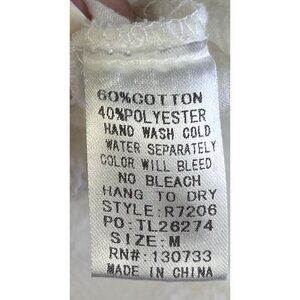 60%COTTON
40%POLYESTER
HAND WASH COLD
WATER SEPARATELY
COLOR WILL BLEED
NO BLEACH
HANG TO DRY
STYLE:R7206
PO:TL26274
SIZE:M
RN#:130733
MADE IN CHINA